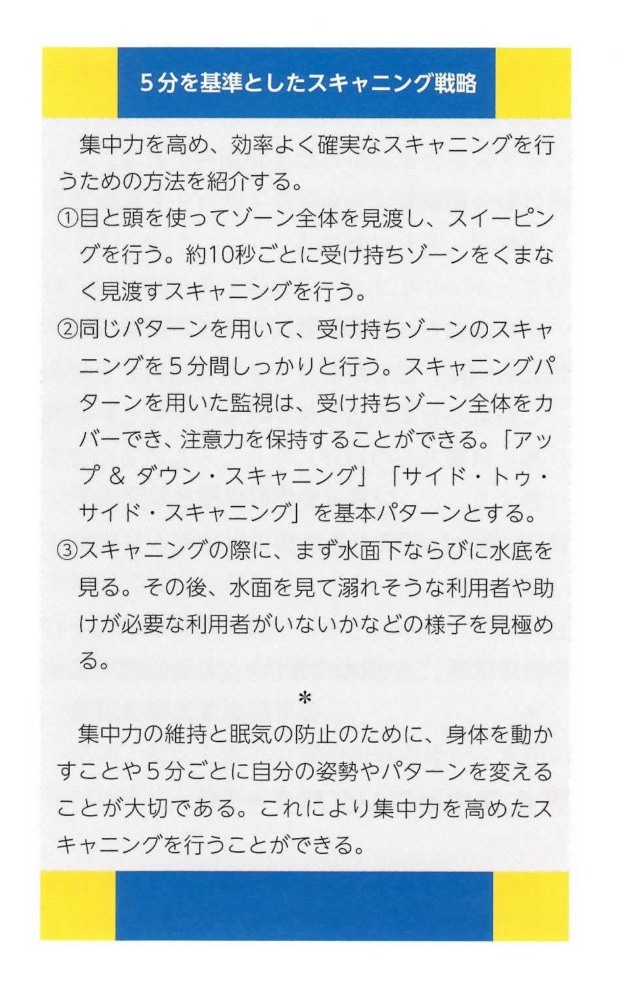 5分を基準としたスキャニング戦略
集中力を高め、効率よく確実なスキャニングを行
うための方法を紹介する。
①目と頭を使ってゾーン全体を見渡し、スイーピン
グを行う。約10秒ごとに受け持ちゾーンをくまな
く見渡すスキャニングを行う。
②同じパターンを用いて、受け持ちゾーンのスキャ
ニングを5分間しっかりと行う。スキャニングパ
ターンを用いた監視は、受け持ちゾーン全体をカ
バーでき、注意力を保持することができる。「アッ
プ & ダウン・スキャニング」「サイド・トゥ・
サイド・スキャニング」を基本パターンとする。
③スキャニングの際に、まず水面下ならびに水底を
見る。その後、水面を見て溺れそうな利用者や助
けが必要な利用者がいないかなどの様子を見極め
る。
*
集中力の維持と眠気の防止のために、身体を動か
すことや5分ごとに自分の姿勢やパターンを変える
ことが大切である。これにより集中力を高めたス
キャニングを行うことができる。